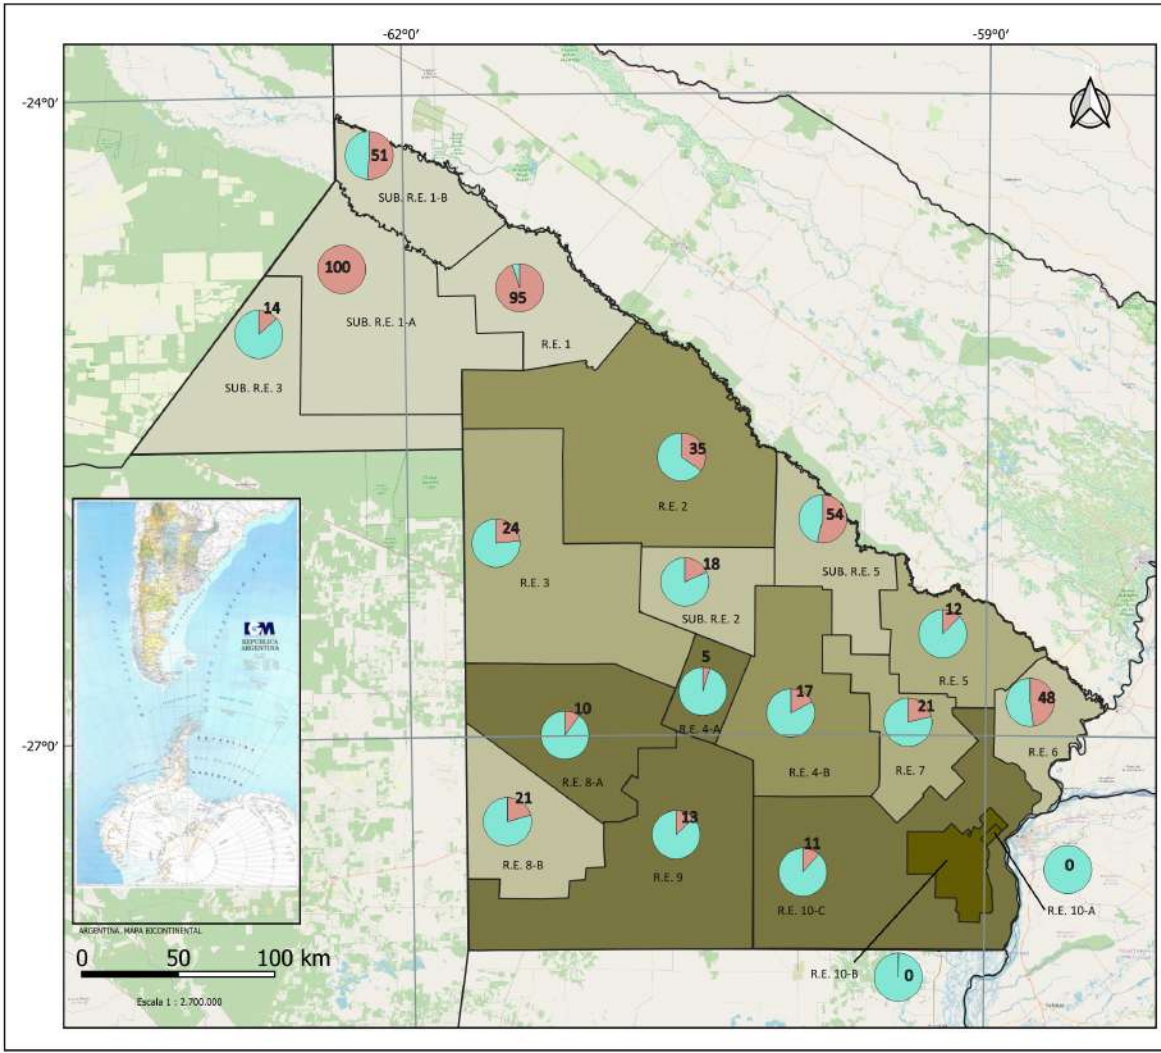 -62°0'
-59°0'
-24°0'
51
SUB. R.E. 1-B
100
95
SUB. R.E. 1-A
R.E. 1
14
SUB. R.E. 3
35
R.E. 2
54
24
R.E. 3
18
SUB. R.E. 2
SUB. R.E. 5
12
R.E. 5
IGM
REPUBLICA
ARGENTINA
5
R.E. 4-A
17
21
48
10
-27°0'
R.E. 8-A
R.E. 4-B
R.E. 7
R.E. 6
21
R.E. 8-B
13
R.E. 9
11
R.E. 10-C
0
R.E. 10-A
R.E. 10-B
0
ARGENTINA. MAPA BICONTINENTAL
0 50 100 km
Escala 1 : 2.700.000